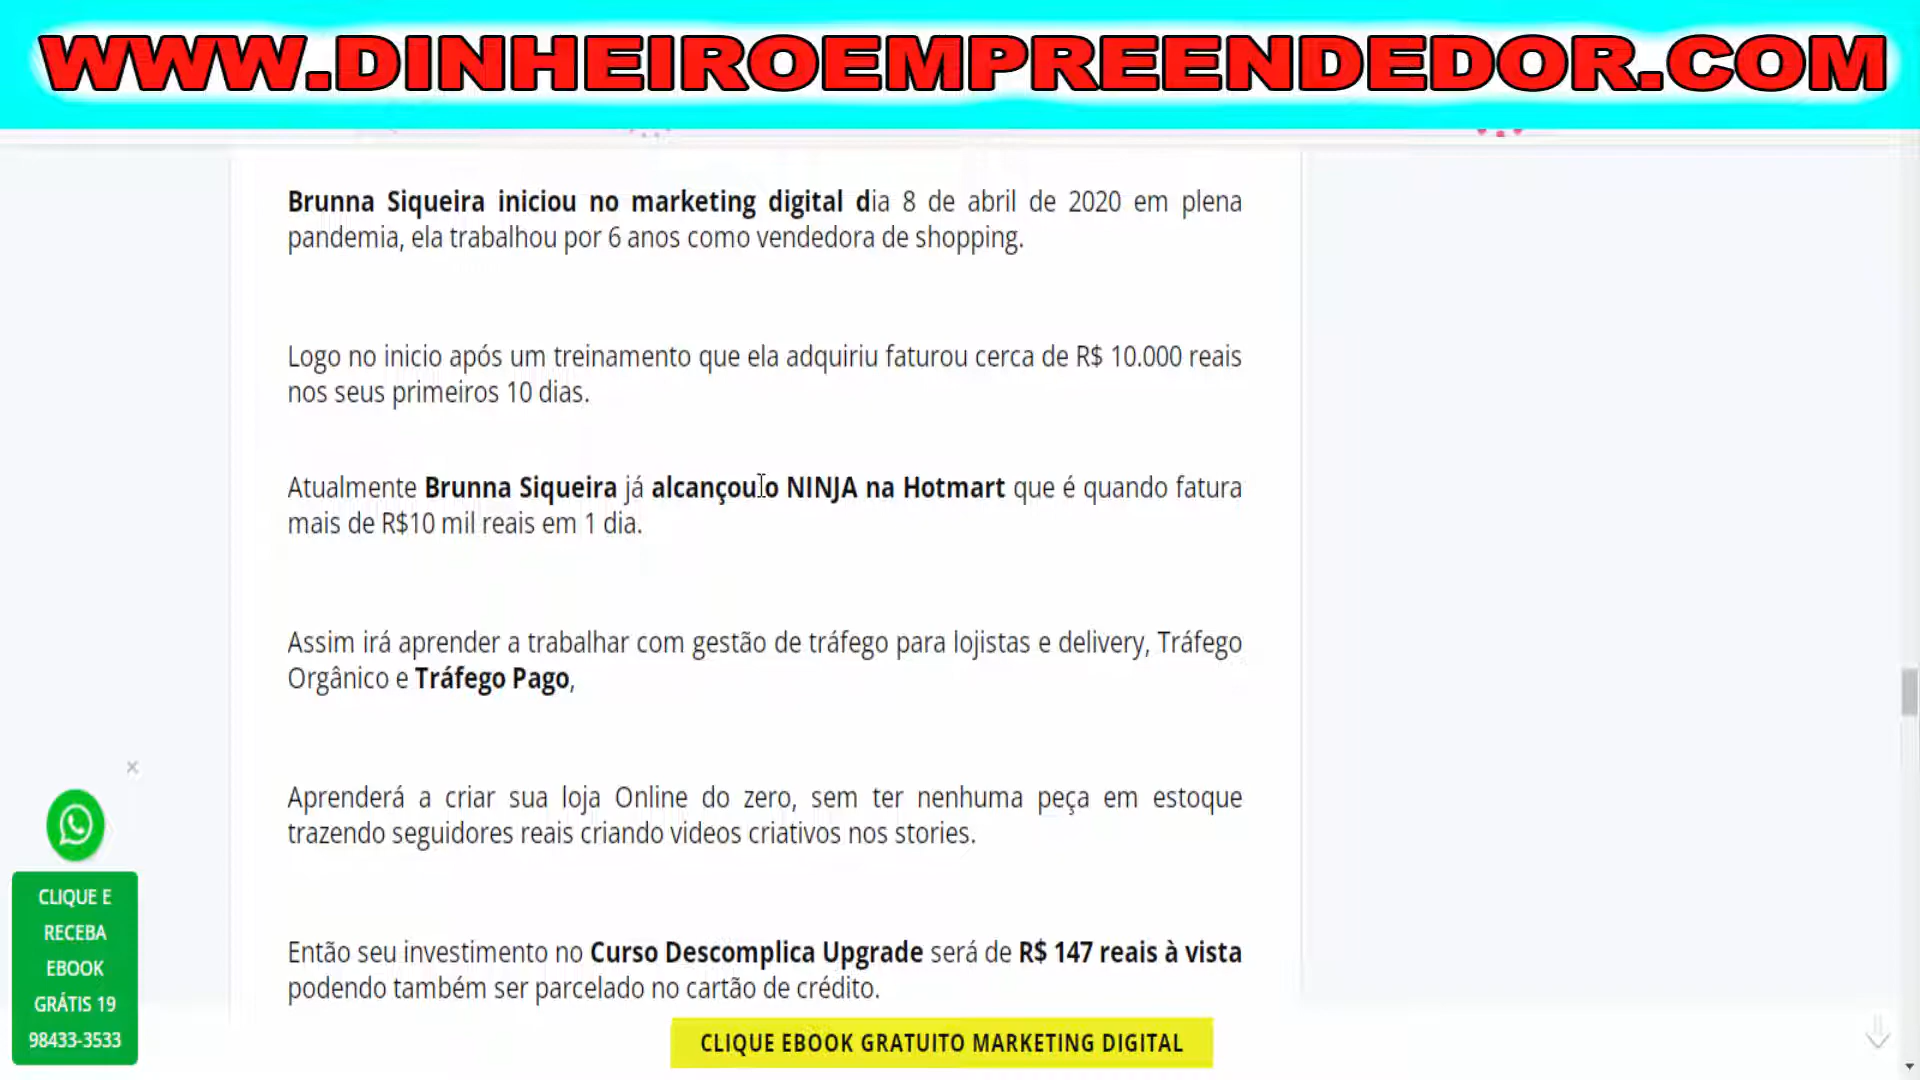 WWW.DINHEIROEMPREENDEDOR.COM
Brunna Siqueira iniciou no marketing digital dia 8 de abril de 2020 em plena
pandemia, ela trabalhou por 6 anos como vendedora de shopping.
Logo no inicio após um treinamento que ela adquiriu faturou cerca de R$ 10.000 reais
nos seus primeiros 10 dias.
Atualmente Brunna Siqueira já alcançou o NINJA na Hotmart que é quando fatura
mais de R$10 mil reais em 1 dia.
Assim irá aprender a trabalhar com gestão de tráfego para lojistas e delivery, Tráfego
Orgânico e Tráfego Pago,
Aprenderá a criar sua loja Online do zero, sem ter nenhuma peça em estoque
trazendo seguidores reais criando videos criativos nos stories.
Então seu investimento no Curso Descomplica Upgrade será de R$ 147 reais à vista
podendo também ser parcelado no cartão de crédito.
CLIQUE E
RECEBA
EBOOK
GRÁTIS 19
98433-3533
CLIQUE EBOOK GRATUITO MARKETING DIGITAL